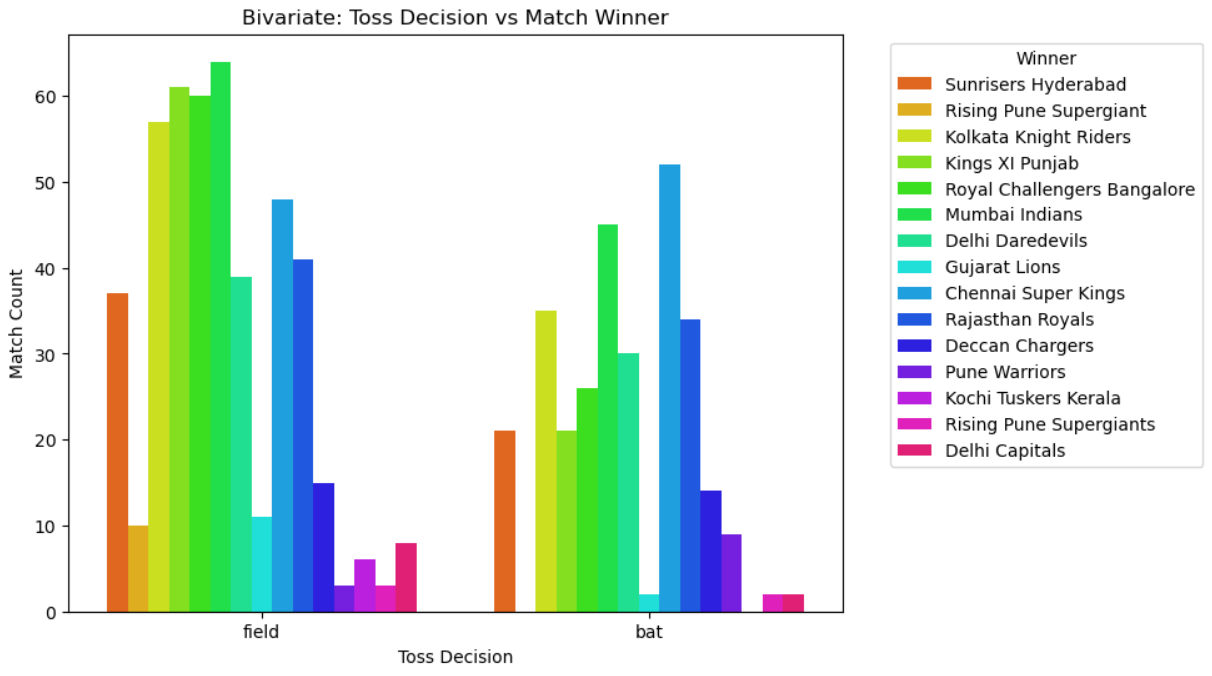 Bivariate: Toss Decision vs Match Winner
Match Count
60
50
40
30
20
10
0
field
bat
Toss Decision
Winner
Sunrisers Hyderabad
Rising Pune Supergiant
Kolkata Knight Riders
Kings XI Punjab
Royal Challengers Bangalore
Mumbai Indians
Delhi Daredevils
Gujarat Lions
Chennai Super Kings
Rajasthan Royals
Deccan Chargers
Pune Warriors
Kochi Tuskers Kerala
Rising Pune Supergiants
Delhi Capitals